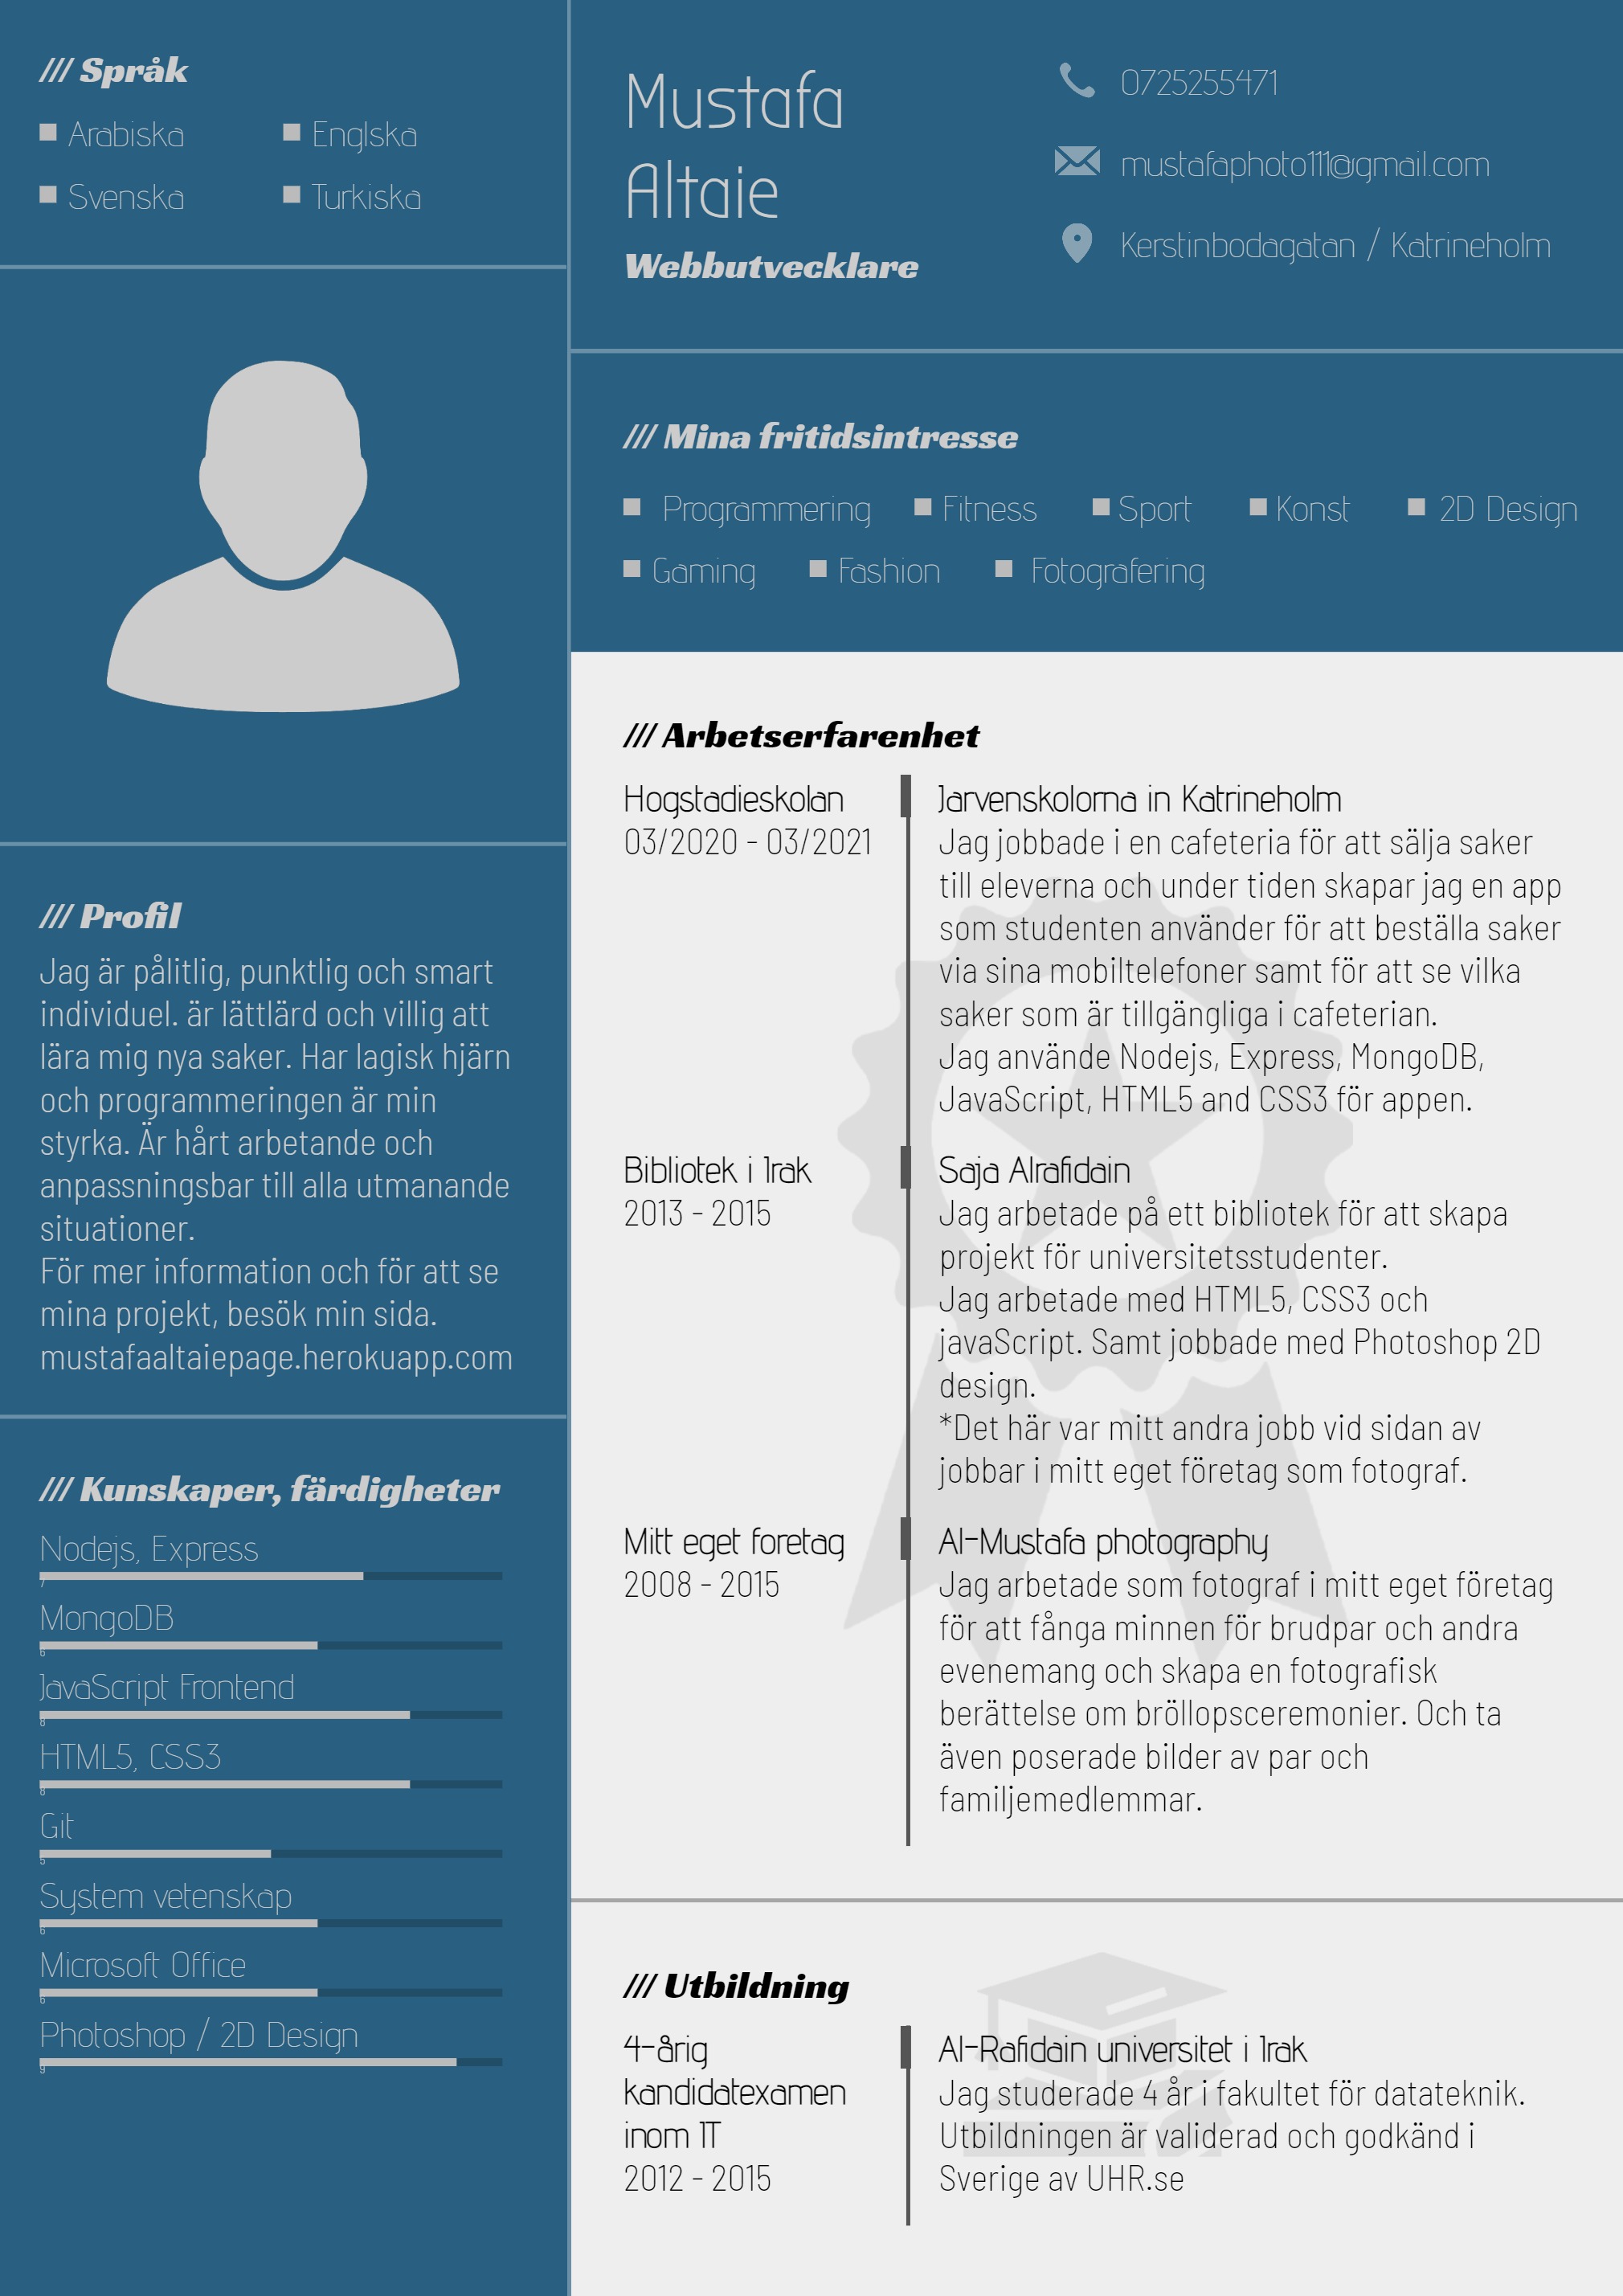 /// Språk
Arabiska
Englska
Svenska
Turkiska
Mustafa
Altaie
Webbutvecklare
0725255471
mustafaphoto111@gmail.com
Kerstinbodagatan / Katrineholm
/// Mina fritidsintresse
Programmering Fitness Sport Konst 2D Design
Gaming Fashion Fotografering
/// Profil
Jag är pålitlig, punktlig och smart
individuel. är lättlärd och villig att
lära mig nya saker. Har lagisk hjärn
och programmeringen är min
styrka. Är hårt arbetande och
anpassningsbar till alla utmanande
situationer.
För mer information och för att se
mina projekt, besök min sida.
mustafaaltaiepage.herokuapp.com
/// Kunskaper, färdigheter
Nodejs, Express
7
MongoDB
6
JavaScript Frontend
8
HTML5, CSS3
8
Git
5
System vetenskap
6
Microsoft Office
6
Photoshop / 2D Design
9
/// Arbetserfarenhet
Hogstadieskolan
03/2020 - 03/2021
Jarvenskolorna in Katrineholm
Jag jobbade i en cafeteria för att sälja saker
till eleverna och under tiden skapar jag en app
som studenten använder för att beställa saker
via sina mobiltelefoner samt för att se vilka
saker som är tillgängliga i cafeterian.
Jag använde Nodejs, Express, MongoDB,
JavaScript, HTML5 and CSS3 för appen.
Bibliotek i Irak
2013 - 2015
Saja Alrafidain
Jag arbetade på ett bibliotek för att skapa
projekt för universitetsstudenter.
Jag arbetade med HTML5, CSS3 och
javaScript. Samt jobbade med Photoshop 2D
design.
*Det här var mitt andra jobb vid sidan av
jobbar i mitt eget företag som fotograf.
Mitt eget foretag
2008 - 2015
Al-Mustafa photography
Jag arbetade som fotograf i mitt eget företag
för att fånga minnen för brudpar och andra
evenemang och skapa en fotografisk
berättelse om bröllopsceremonier. Och ta
även poserade bilder av par och
familjemedlemmar.
/// Utbildning
4-årig
kandidatexamen
inom IT
2012 - 2015
Al-Rafidain universitet i Irak
Jag studerade 4 år i fakultet för datateknik.
Utbildningen är validerad och godkänd i
Sverige av UHR.se